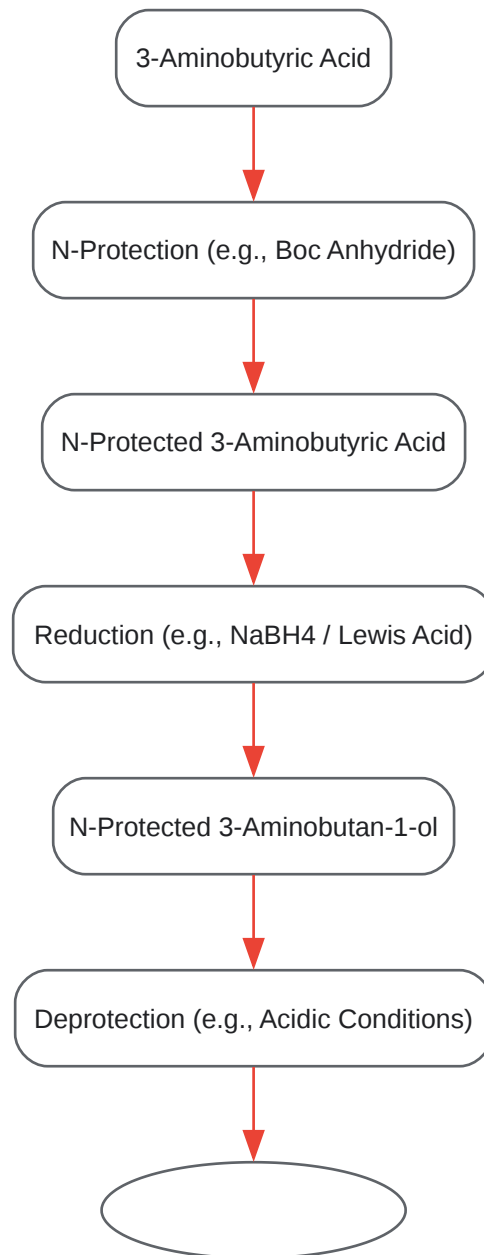 3-Aminobutyric Acid
N-Protection (e.g., Boc Anhydride)
N-Protected 3-Aminobutyric Acid
Reduction (e.g., NaBH4 / Lewis Acid)
N-Protected 3-Aminobutan-1-ol
Deprotection (e.g., Acidic Conditions)